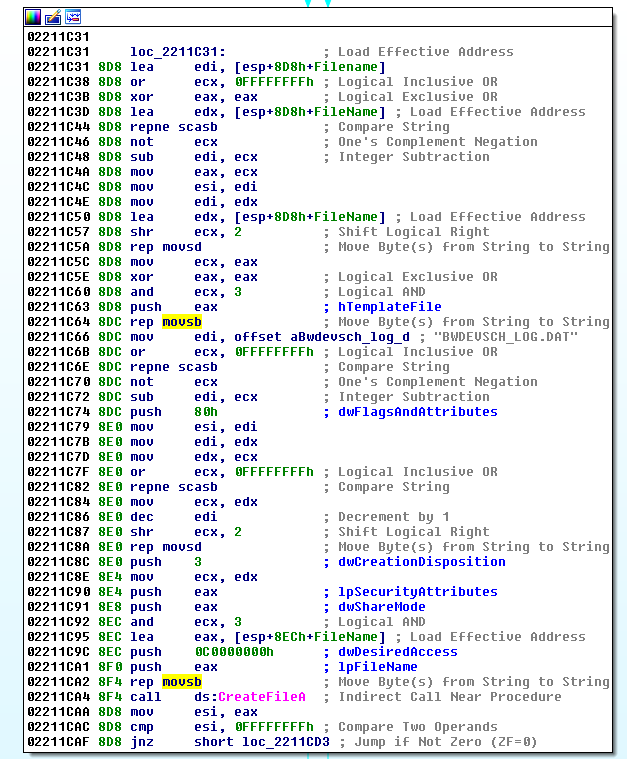 02211C31
02211C31 loc_2211C31: ; Load Effective Address
02211C31 8D8 lea edi, [esp+8D8h+Filename]
02211C38 8D8 or ecx, 0FFFFFFFFh ; Logical Inclusive OR
02211C3B 8D8 xor eax, eax ; Logical Exclusive OR
02211C3D 8D8 lea edx, [esp+8D8h+FileName] ; Load Effective Address
02211C44 8D8 repne scasb ; Compare String
02211C46 8D8 not ecx ; One's Complement Negation
02211C48 8D8 sub edi, ecx ; Integer Subtraction
02211C4A 8D8 mov eax, ecx
02211C4C 8D8 mov esi, edi
02211C4E 8D8 mov edi, edx
02211C50 8D8 lea edx, [esp+8D8h+FileName] ; Load Effective Address
02211C57 8D8 shr ecx, 2 ; Shift Logical Right
02211C5A 8D8 rep movsd ; Move Byte(s) from String to String
02211C5C 8D8 mov ecx, eax
02211C5E 8D8 xor eax, eax ; Logical Exclusive OR
02211C60 8D8 and ecx, 3 ; Logical AND
02211C63 8D8 push eax ; hTemplateFile
02211C64 8DC rep movsb ; Move Byte(s) from String to String
02211C66 8DC mov edi, offset aBwdevsch_log_d ; "BWDEVSCH_LOG.DAT"
02211C6B 8DC or ecx, 0FFFFFFFFh ; Logical Inclusive OR
02211C6E 8DC repne scasb ; Compare String
02211C70 8DC not ecx ; One's Complement Negation
02211C72 8DC sub edi, ecx ; Integer Subtraction
02211C74 8DC push 80h ; dwFlagsAndAttributes
02211C79 8E0 mov esi, edi
02211C7B 8E0 mov edi, edx
02211C7D 8E0 mov edx, ecx
02211C7F 8E0 or ecx, 0FFFFFFFFh ; Logical Inclusive OR
02211C82 8E0 repne scasb ; Compare String
02211C84 8E0 mov ecx, edx
02211C86 8E0 dec edi ; Decrement by 1
02211C87 8E0 shr ecx, 2 ; Shift Logical Right
02211C8A 8E0 rep movsd ; Move Byte(s) from String to String
02211C8C 8E0 push 3 ; dwCreationDisposition
02211C8E 8E4 mov ecx, edx
02211C90 8E4 push eax ; lpSecurityAttributes
02211C91 8E8 push eax ; dwShareMode
02211C92 8EC and ecx, 3 ; Logical AND
02211C95 8EC lea eax, [esp+8ECh+FileName] ; Load Effective Address
02211C9C 8EC push 0C0000000h ; dwDesiredAccess
02211CA1 8F0 push eax ; lpFileName
02211CA2 8F4 rep movsb ; Move Byte(s) from String to String
02211CA4 8F4 call ds:CreateFileA ; Indirect Call Near Procedure
02211CAA 8D8 mov esi, eax
02211CAC 8D8 cmp esi, 0FFFFFFFFh ; Compare Two Operands
02211CAF 8D8 jnz short loc_2211CD3 ; Jump if Not Zero (ZF=0)